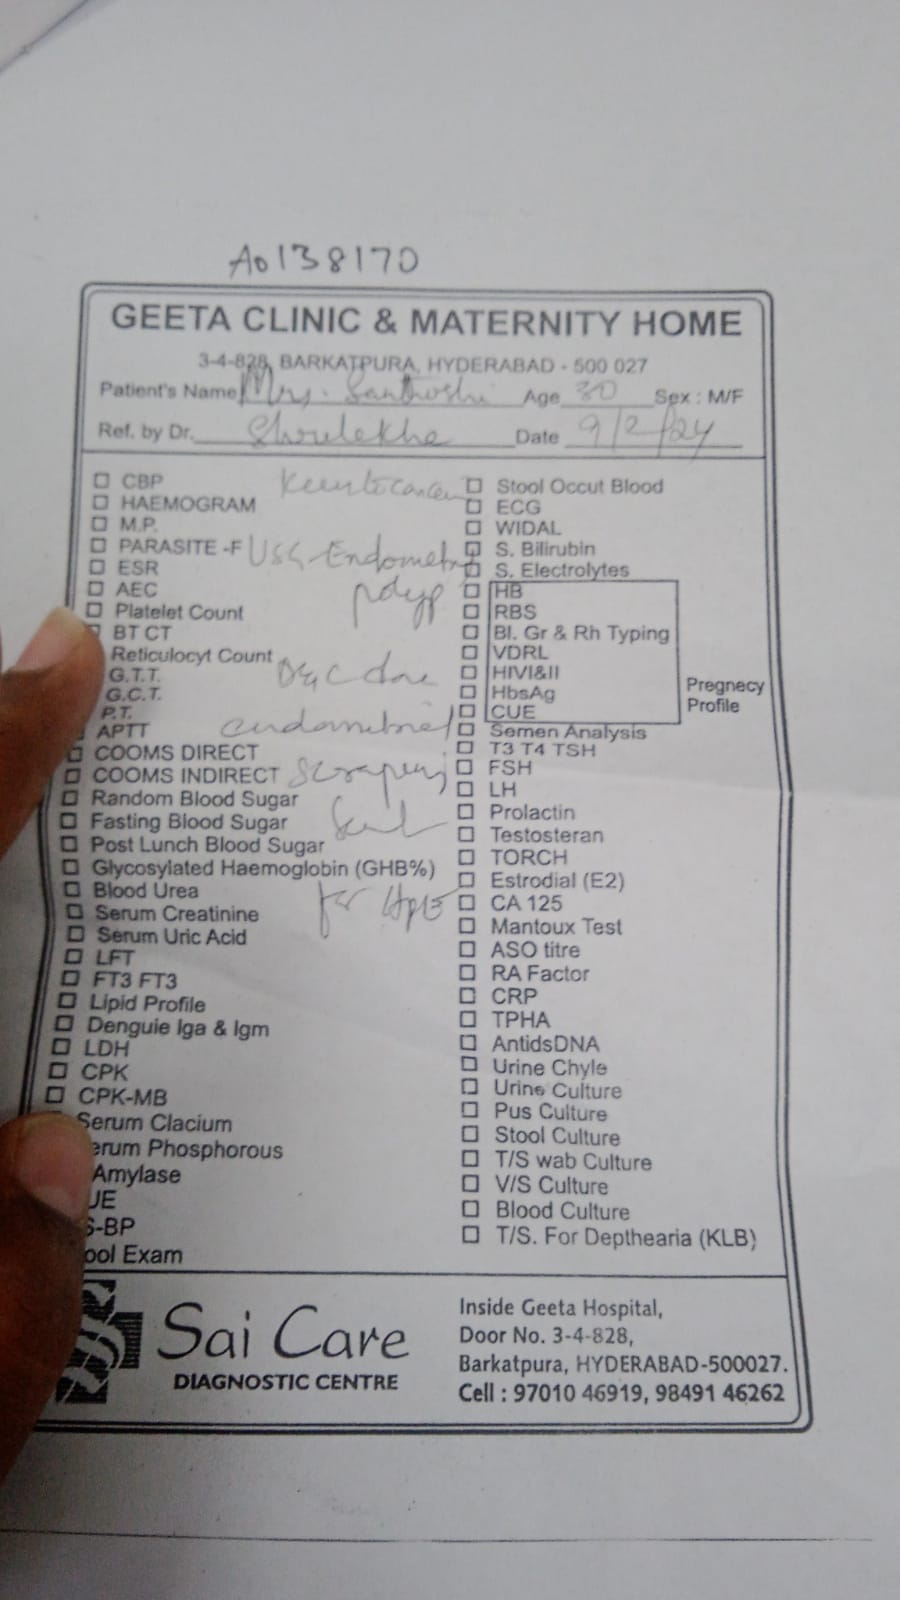 A0138170
GEETA CLINIC & MATERNITY HOME
3-4-828, BARKATPURA, HYDERABAD - 500 027
Patient's Name Mrs. Santhoshi Age 30 Sex : M/F
Ref. by Dr. Shrulekha Date 9/2/24
CBP
HAEMOGRAM
M.P.
PARASITE -F
ESR
AEC
Platelet Count
BT CT
Reticulocyt Count
G.T.T.
G.C.T.
P.T.
APTT
COOMS DIRECT
COOMS INDIRECT
Random Blood Sugar
Fasting Blood Sugar
Post Lunch Blood Sugar
Glycosylated Haemoglobin (GHB%)
Blood Urea
Serum Creatinine
Serum Uric Acid
LFT
FT3 FT3
Lipid Profile
Denguie Iga & Igm
LDH
CPK
CPK-MB
Serum Clacium
erum Phosphorous
Amylase
UE
S-BP
ool Exam
USG-Endometrial
polyp
D&C done
endometrial
Scrapings
Sent
for HPE
Stool Occut Blood
ECG
WIDAL
S. Bilirubin
S. Electrolytes
HB
RBS
Bl. Gr & Rh Typing
VDRL
HIVI&II
HbsAg
CUE
Pregnecy
Profile
Semen Analysis
T3 T4 TSH
FSH
LH
Prolactin
Testosteran
TORCH
Estrodial (E2)
CA 125
Mantoux Test
ASO titre
RA Factor
CRP
TPHA
AntidsDNA
Urine Chyle
Urine Culture
Pus Culture
Stool Culture
T/S wab Culture
V/S Culture
Blood Culture
T/S. For Depthearia (KLB)
Sai Care
DIAGNOSTIC CENTRE
Inside Geeta Hospital,
Door No. 3-4-828,
Barkatpura, HYDERABAD-500027.
Cell : 97010 46919, 98491 46262